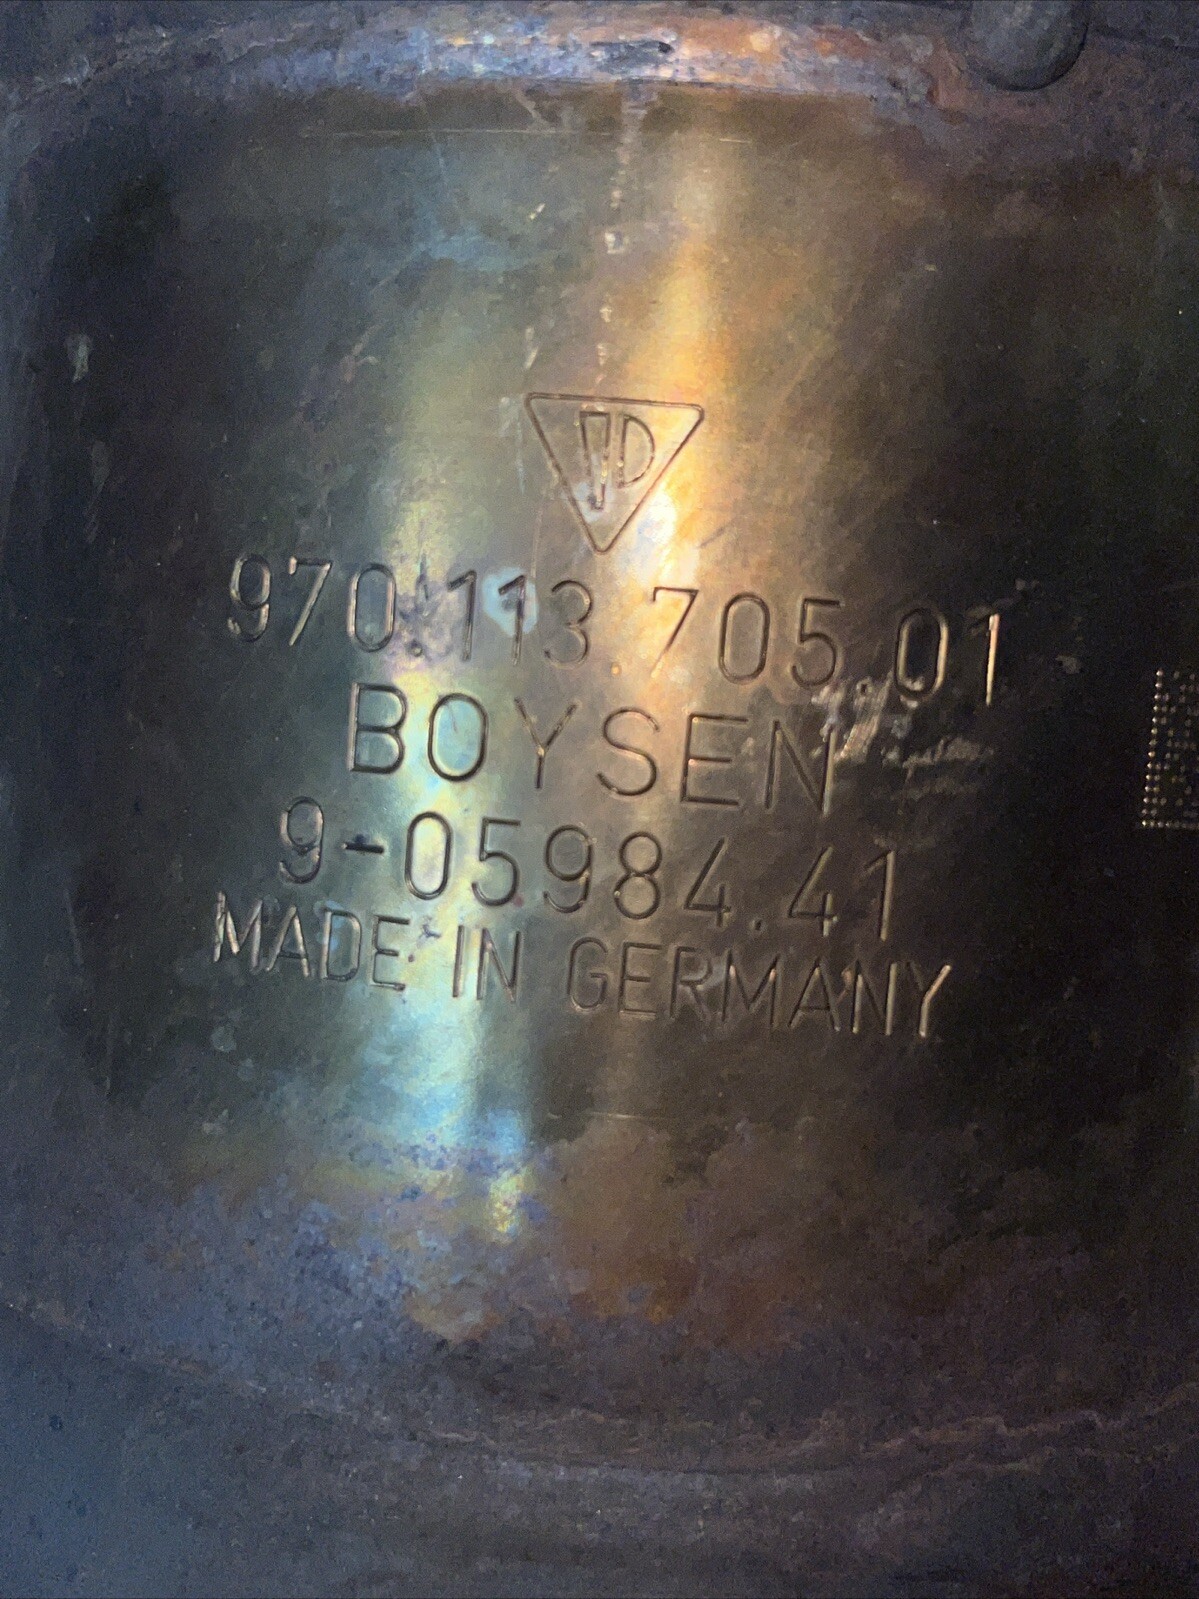 970.113.705.01
BOYSEN
9-05984.41
MADE IN GERMANY